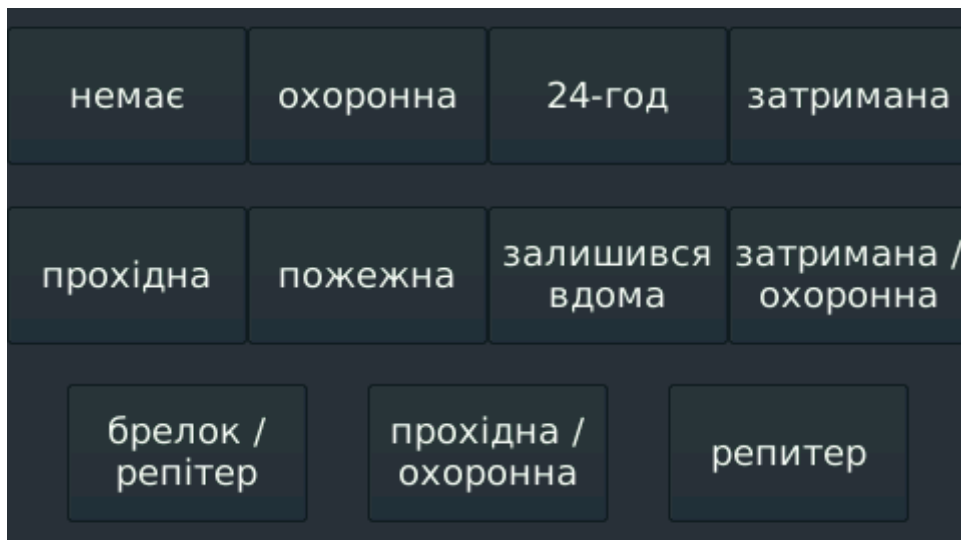 немає
охоронна
24-год
затримана
прохідна
пожежна
залишився
вдома
затримана /
охоронна
брелок /
репітер
прохідна /
охоронна
репитер